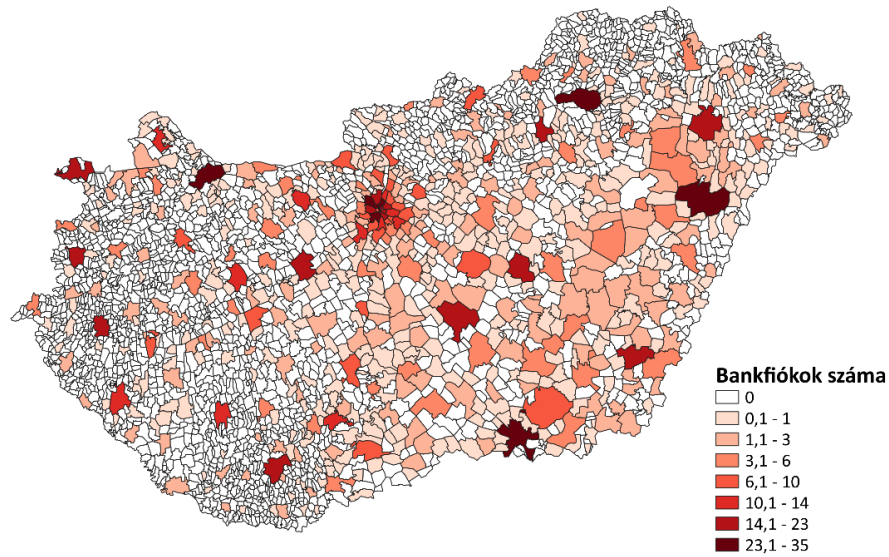 Bankfiókok száma
0
0,1 - 1
1,1 - 3
3,1 - 6
6,1 - 10
10,1 - 14
14,1 - 23
23,1 - 35